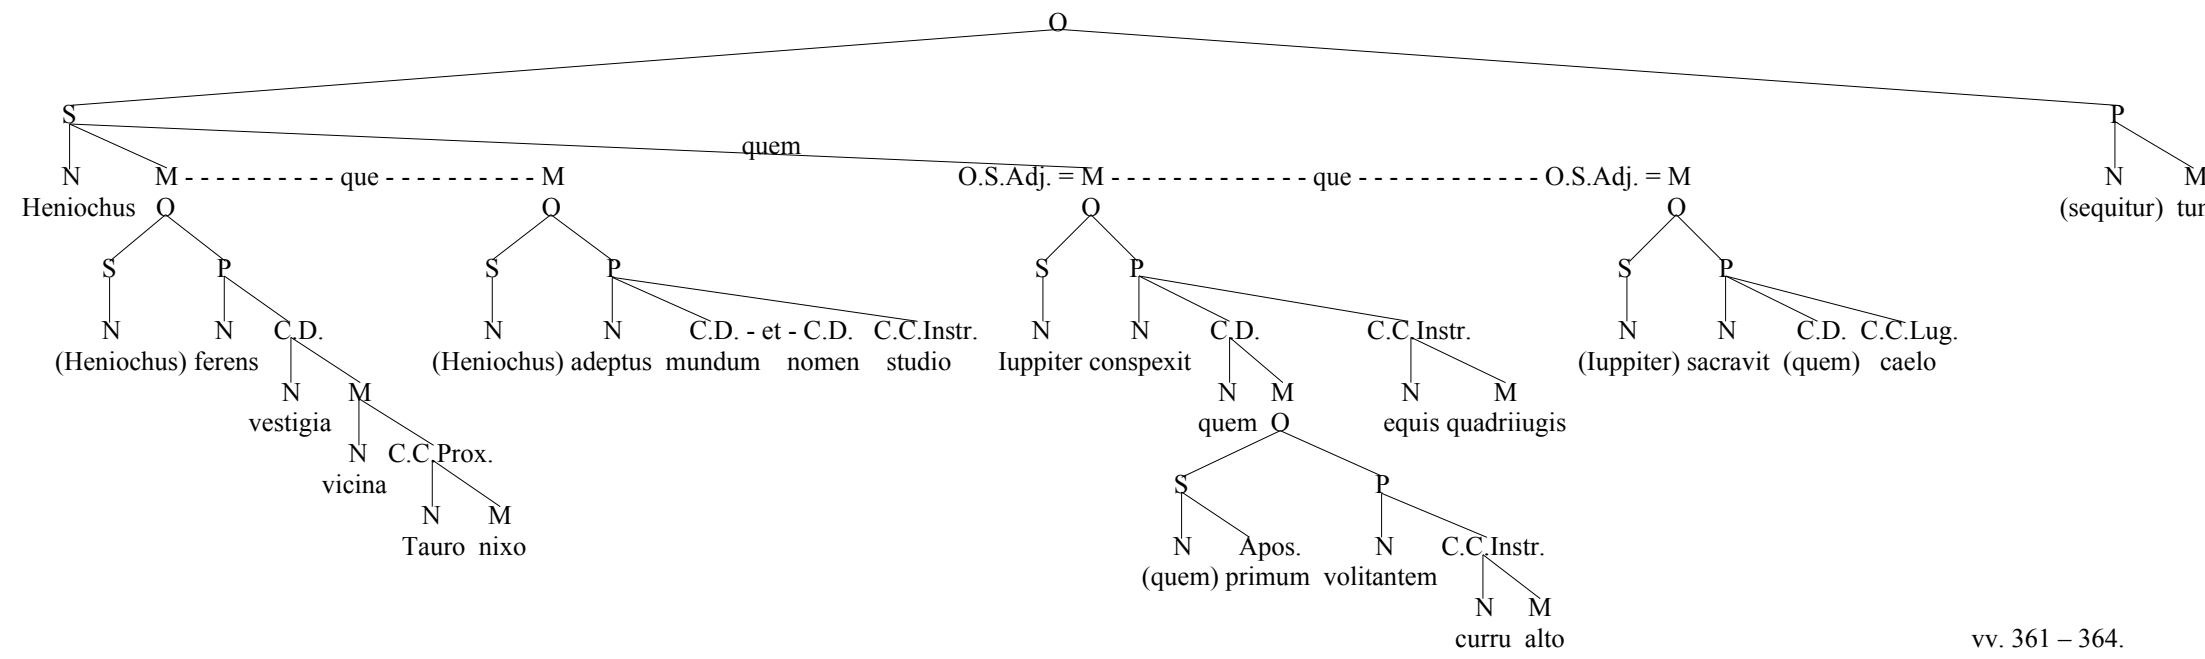 O
S P
quem
N M - - - - - - - - - - que - - - - - - - - - - M O.S.Adj. = M - - - - - - - - - - - - - que - - - - - - - - - - - - O.S.Adj. = M N M
Heniochus O O O O (sequitur) tun
S P S P S P S P
N N C.D. N N C.D. - et - C.D. C.C.Instr. N N C.D. C.C.Instr. N N C.D. C.C.Lug.
(Heniochus) ferens (Heniochus) adeptus mundum nomen studio Iuppiter conspexit (Iuppiter) sacravit (quem) caelo
N M N M N M
vestigia quem O equis quadriiugis
N C.C.Prox.
vicina S P
N M
Tauro nixo N Apos. N C.C.Instr.
(quem) primum volitantem
N M
curru alto vv. 361 – 364.